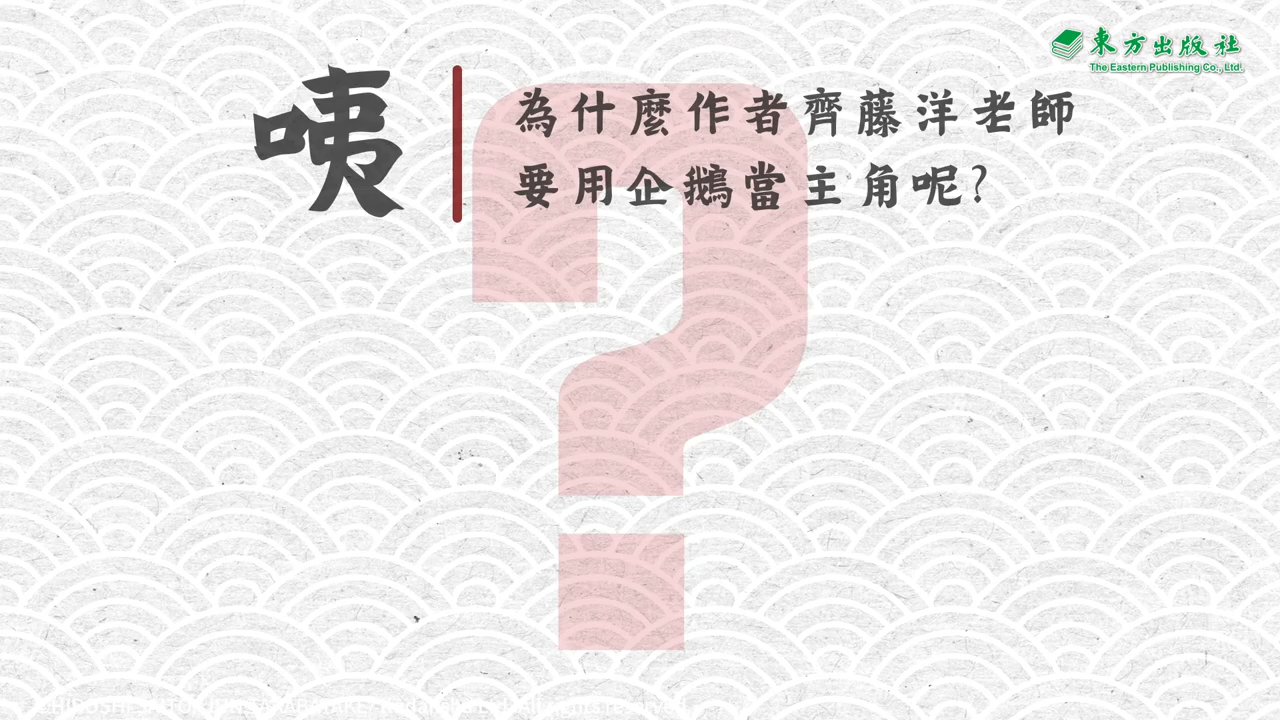 東方出版社
The Eastern Publishing Co., Ltd.
咦
為什麼作者齊藤洋老師
要用企鵝當主角呢?